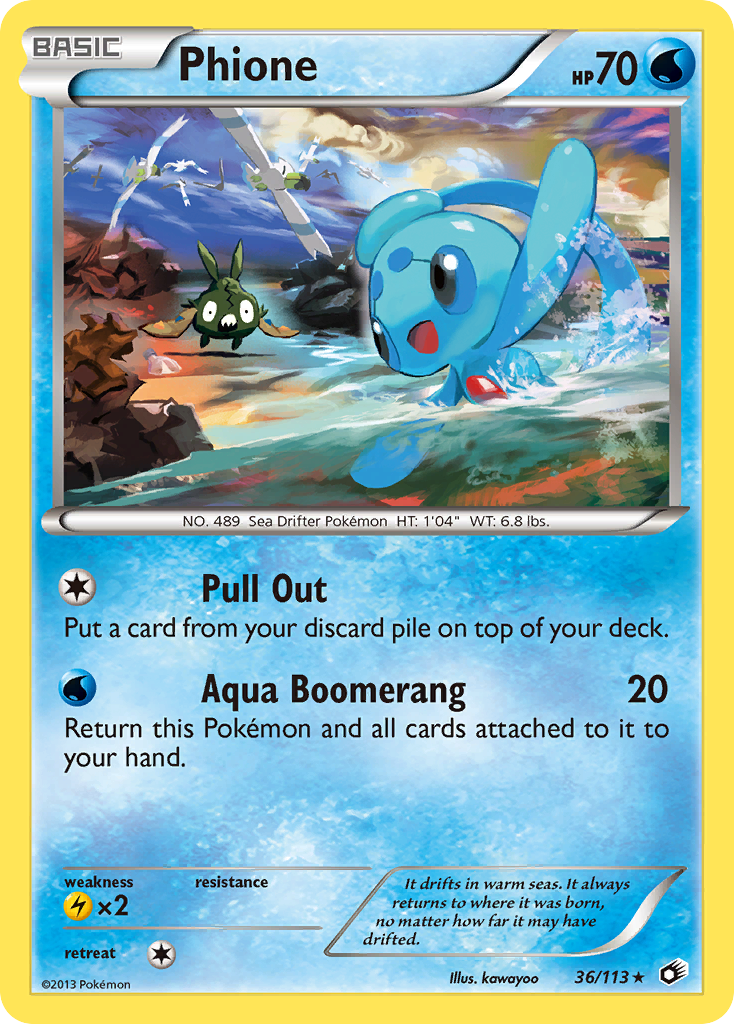 BASIC
Phione
HP70
NO. 489 Sea Drifter Pokémon HT: 1'04" WT: 6.8 lbs.
Pull Out
Put a card from your discard pile on top of your deck.
Aqua Boomerang 20
Return this Pokémon and all cards attached to it to
your hand.
weakness resistance
×2
retreat
It drifts in warm seas. It always
returns to where it was born,
no matter how far it may have
drifted.
©2013 Pokémon Illus. kawayoo 36/113 ★